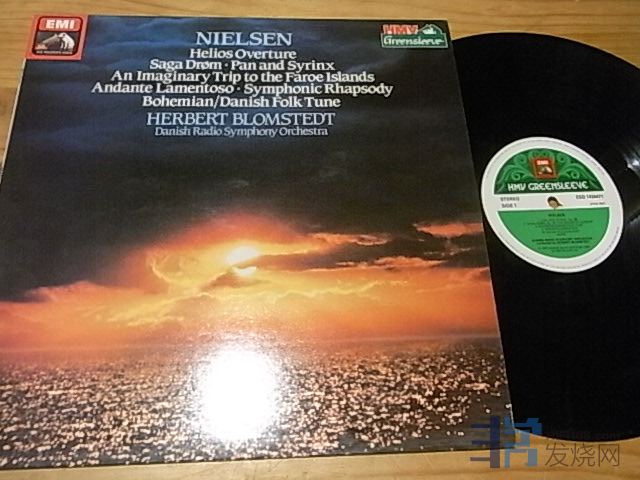 EMI
NIELSEN
HMV
Greensleeve
Helios Overture
Saga Drøm · Pan and Syrinx
An Imaginary Trip to the Faroe Islands
Andante Lamentoso · Symphonic Rhapsody
Bohemian/Danish Folk Tune
HERBERT BLOMSTEDT
Danish Radio Symphony Orchestra
EMI
HMV GREENSLEEVE
STEREO
SIDE 1
NIELSEN
发烧网